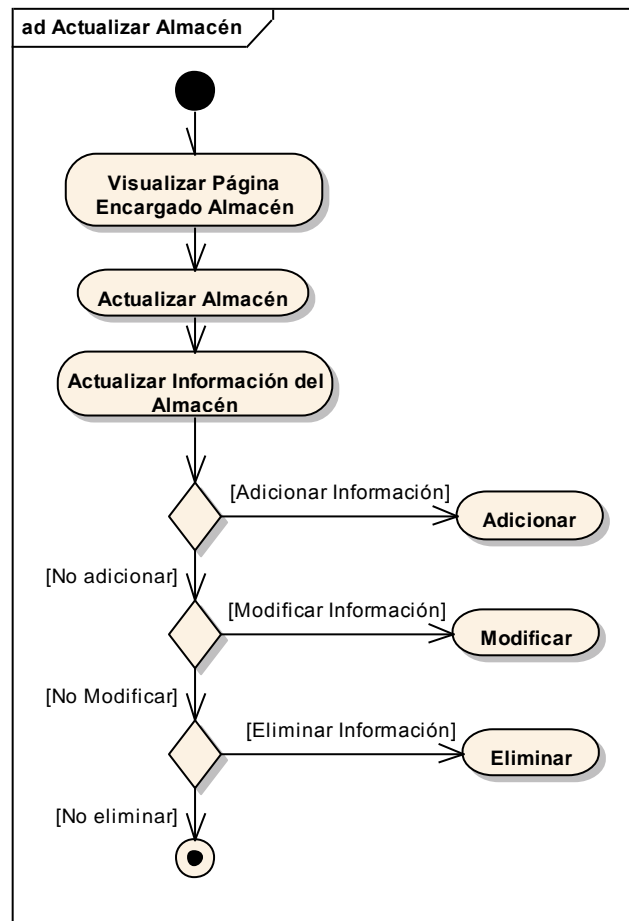 ad Actualizar Almacén
Visualizar Página
Encargado Almacén
Actualizar Almacén
Actualizar Información del
Almacén
[Adicionar Información]
Adicionar
[No adicionar]
[Modificar Información]
Modificar
[No Modificar]
[Eliminar Información]
Eliminar
[No eliminar]